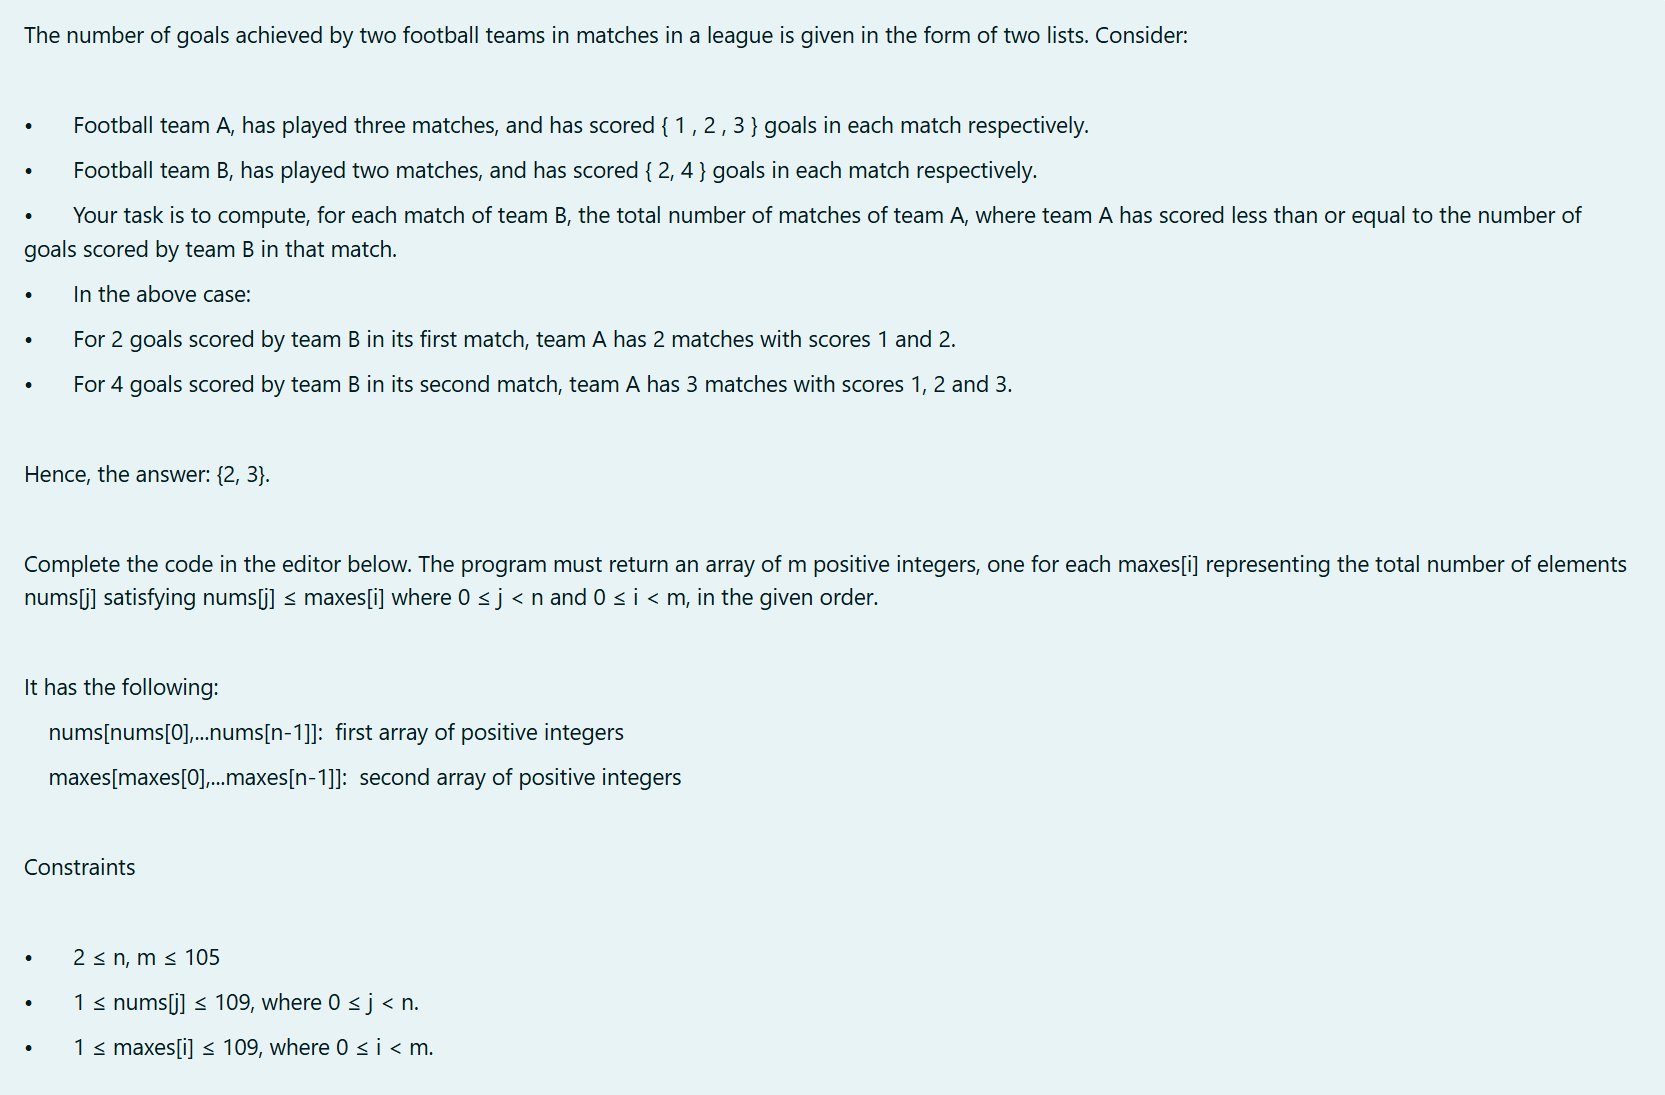 The number of goals achieved by two football teams in matches in a league is given in the form of two lists. Consider:
• Football team A, has played three matches, and has scored { 1 , 2 , 3 } goals in each match respectively.
• Football team B, has played two matches, and has scored { 2, 4 } goals in each match respectively.
• Your task is to compute, for each match of team B, the total number of matches of team A, where team A has scored less than or equal to the number of
goals scored by team B in that match.
• In the above case:
• For 2 goals scored by team B in its first match, team A has 2 matches with scores 1 and 2.
• For 4 goals scored by team B in its second match, team A has 3 matches with scores 1, 2 and 3.
Hence, the answer: {2, 3}.
Complete the code in the editor below. The program must return an array of m positive integers, one for each maxes[i] representing the total number of elements
nums[j] satisfying nums[j] ≤ maxes[i] where 0 ≤ j < n and 0 ≤ i < m, in the given order.
It has the following:
nums[nums[0],...nums[n-1]]: first array of positive integers
maxes[maxes[0],...maxes[n-1]]: second array of positive integers
Constraints
• 2 ≤ n, m ≤ 105
• 1 ≤ nums[j] ≤ 109, where 0 ≤ j < n.
• 1 ≤ maxes[i] ≤ 109, where 0 ≤ i < m.